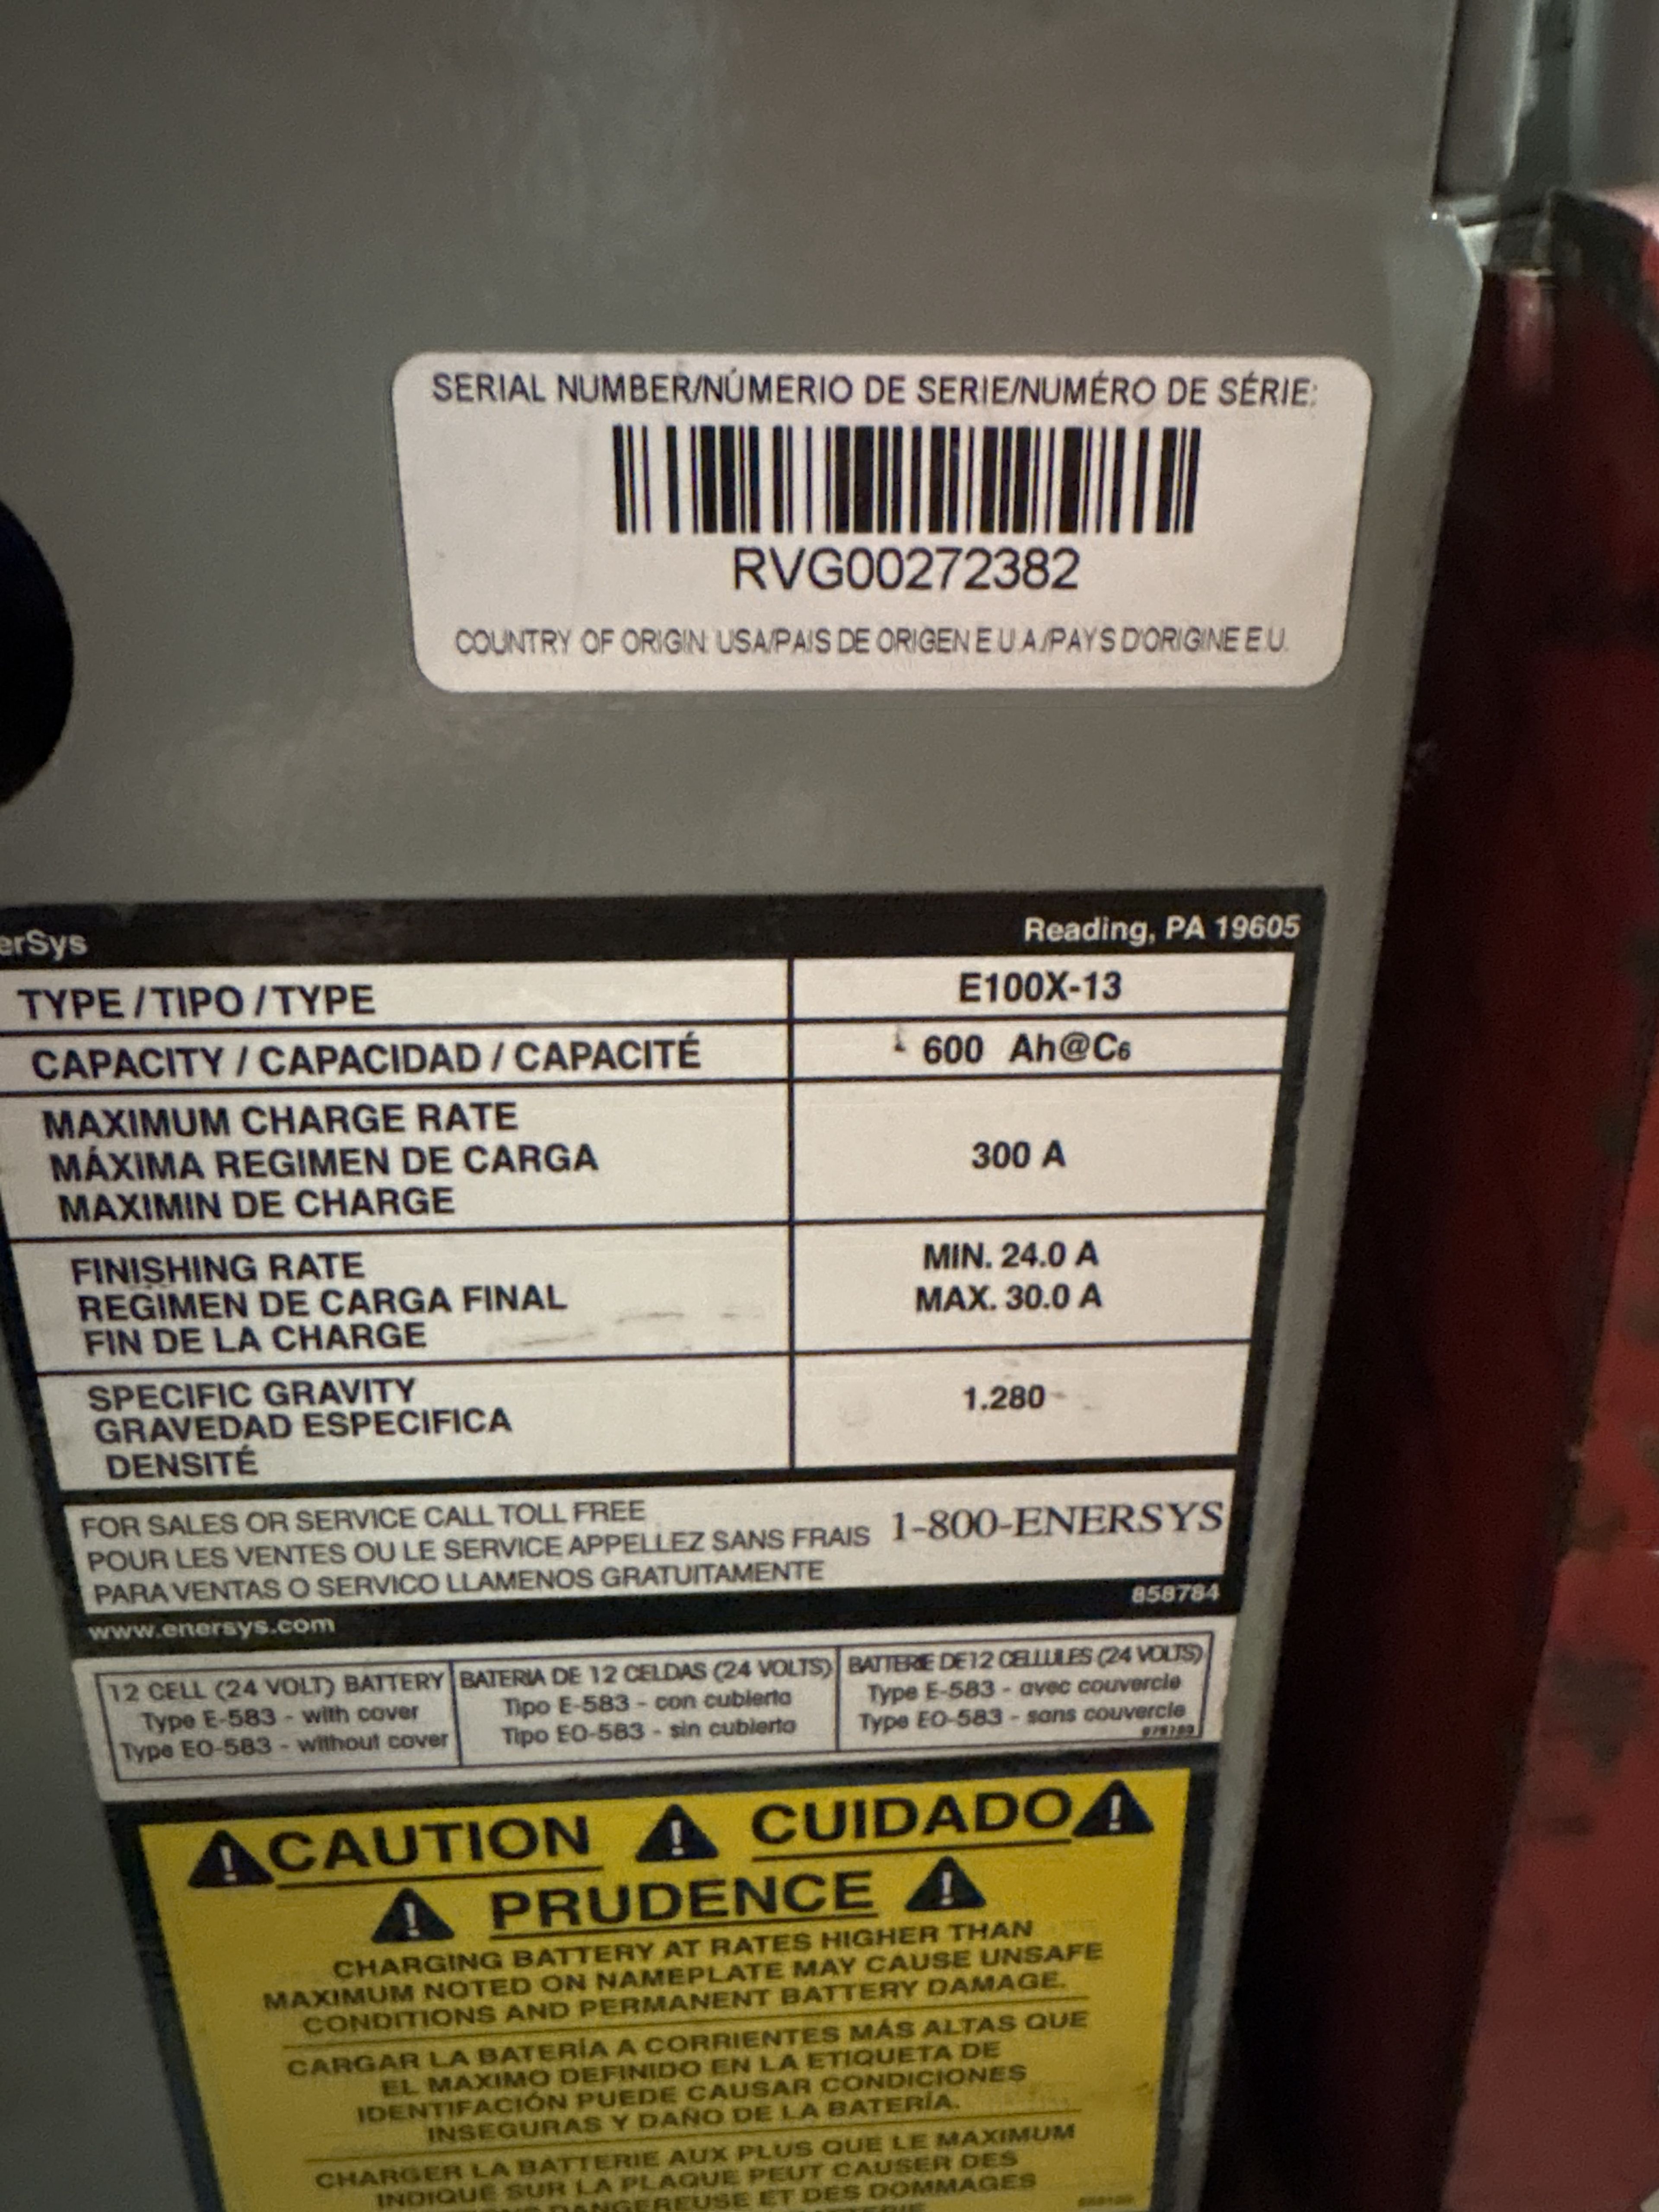 SERIAL NUMBER/NÚMERIO DE SERIE/NUMÉRO DE SÉRIE:
RVG00272382
COUNTRY OF ORIGIN: USA/PAIS DE ORIGEN E.U.A./PAYS D'ORIGINE E.U.
erSys Reading, PA 19605
TYPE / TIPO / TYPE E100X-13
CAPACITY / CAPACIDAD / CAPACITÉ 600 Ah@C6
MAXIMUM CHARGE RATE
MÁXIMA REGIMEN DE CARGA 300 A
MAXIMIN DE CHARGE
FINISHING RATE MIN. 24.0 A
REGIMEN DE CARGA FINAL MAX. 30.0 A
FIN DE LA CHARGE
SPECIFIC GRAVITY 1.280
GRAVEDAD ESPECIFICA
DENSITÉ
FOR SALES OR SERVICE CALL TOLL FREE
POUR LES VENTES OU LE SERVICE APPELLEZ SANS FRAIS 1-800-ENERSYS
PARA VENTAS O SERVICO LLAMENOS GRATUITAMENTE
www.enersys.com 858784
12 CELL (24 VOLT) BATTERY
Type E-583 - with cover
Type EO-583 - without cover
BATERIA DE 12 CELDAS (24 VOLTS)
Tipo E-583 - con cubierta
Tipo EO-583 - sin cubierta
BATTERIE DE 12 CELLULES (24 VOLTS)
Type E-583 - avec couvercle
Type EO-583 - sans couvercle
CAUTION CUIDADO
PRUDENCE
CHARGING BATTERY AT RATES HIGHER THAN
MAXIMUM NOTED ON NAMEPLATE MAY CAUSE UNSAFE
CONDITIONS AND PERMANENT BATTERY DAMAGE.
CARGAR LA BATERÍA A CORRIENTES MÁS ALTAS QUE
EL MAXIMO DEFINIDO EN LA ETIQUETA DE
IDENTIFACIÓN PUEDE CAUSAR CONDICIONES
INSEGURAS Y DAÑO DE LA BATERÍA.
CHARGER LA BATTERIE AUX PLUS QUE LE MAXIMUM
INDIQUÉ SUR LA PLAQUE PEUT CAUSER DES
DANGEREUSE ET DES DOMMAGES